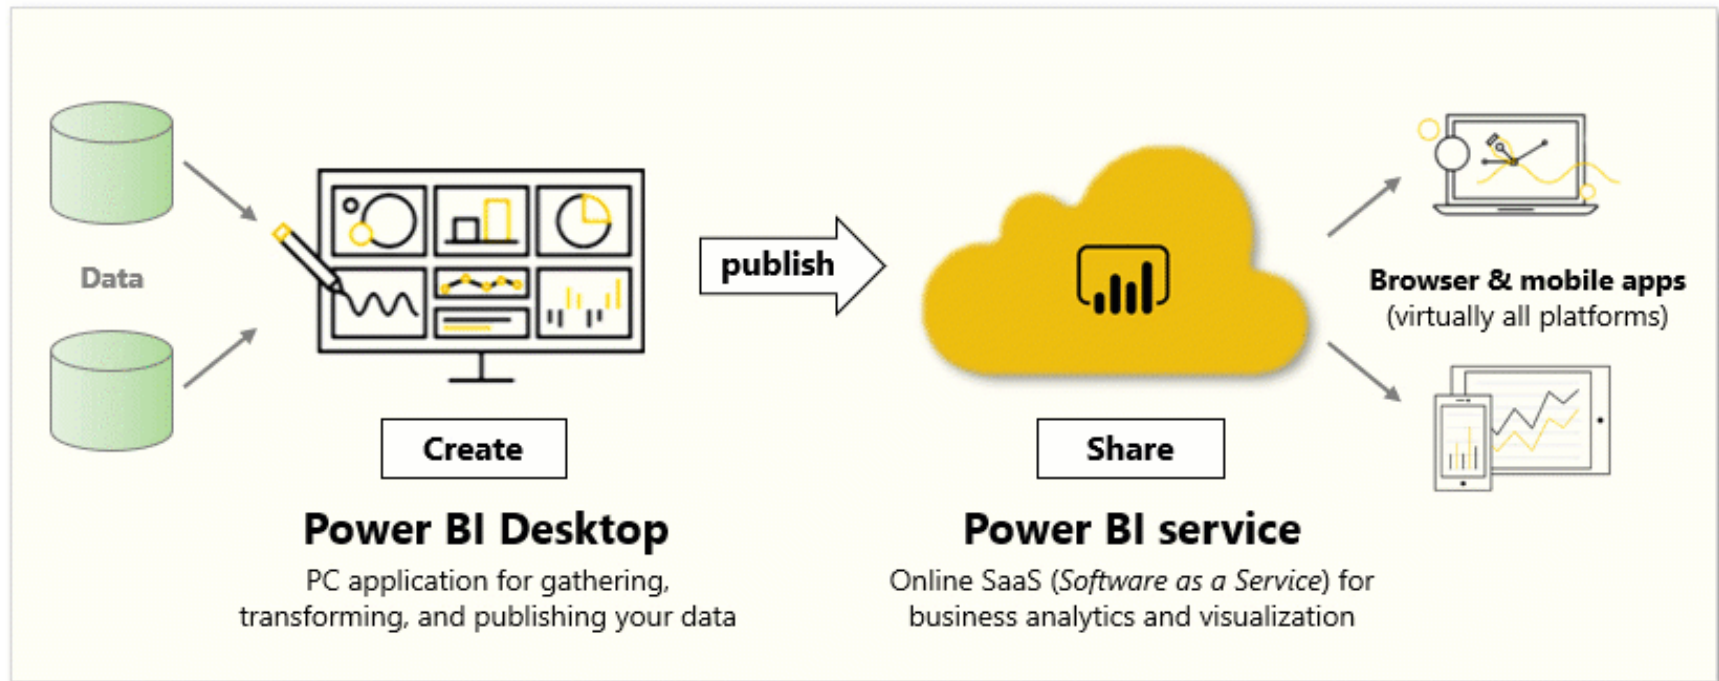 Data
Create
Power BI Desktop
PC application for gathering,
transforming, and publishing your data
publish
Share
Power BI service
Online SaaS (Software as a Service) for
business analytics and visualization
Browser & mobile apps
(virtually all platforms)